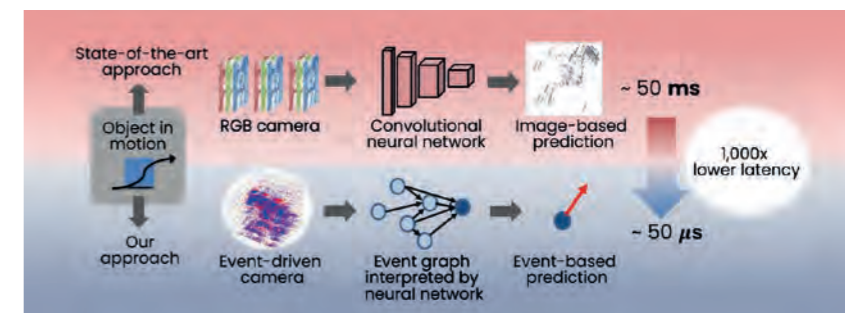 State-of-the-art
approach
Object in
motion
Our
approach
RGB camera
Convolutional
neural network
Image-based
prediction
~ 50 ms
Event-driven
camera
Event graph
interpreted by
neural network
Event-based
prediction
~ 50 μs
1,000x
lower latency